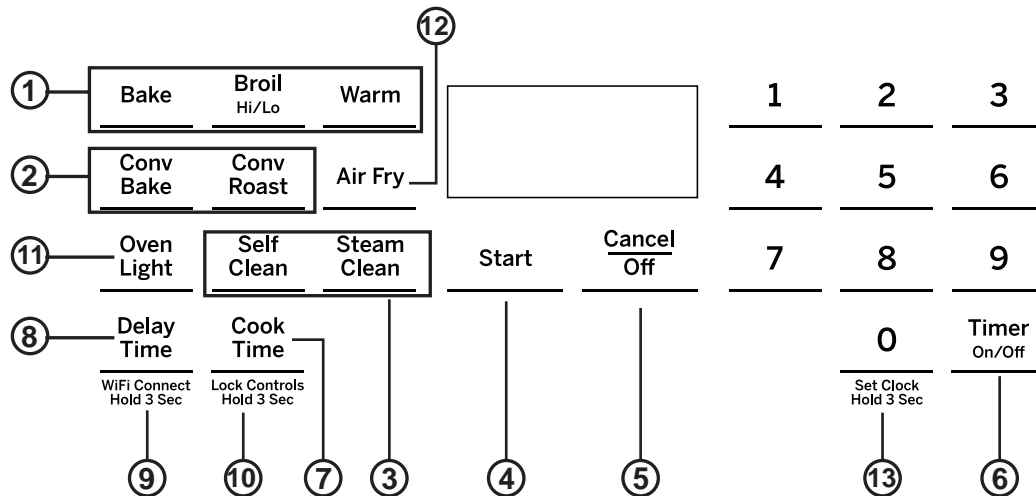 12
1
Bake
Broil
Hi/Lo
Warm
1
2
3
2
Conv
Bake
Conv
Roast
Air Fry
4
5
6
11
Oven
Light
Self
Clean
Steam
Clean
Start
Cancel
Off
7
8
9
8
Delay
Time
Cook
Time
0
Timer
On/Off
WiFi Connect
Hold 3 Sec
Lock Controls
Hold 3 Sec
Set Clock
Hold 3 Sec
9
10
7
3
4
5
13
6